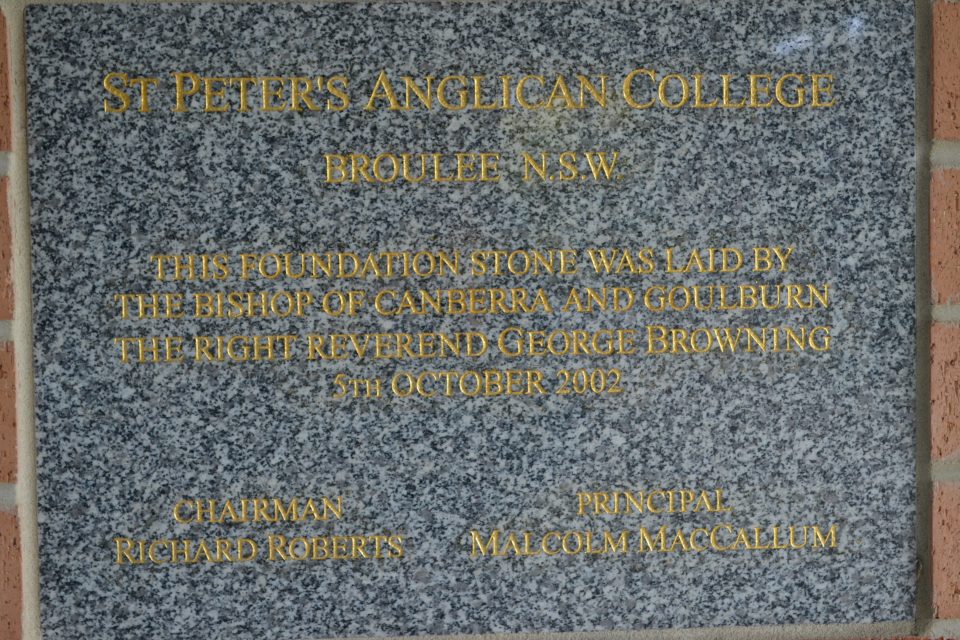 ST PETER'S ANGLICAN COLLEGE
BROULEE N.S.W.
THIS FOUNDATION STONE WAS LAID BY
THE BISHOP OF CANBERRA AND GOULBURN
THE RIGHT REVEREND GEORGE BROWNING
5TH OCTOBER 2002
CHAIRMAN
RICHARD ROBERTS
PRINCIPAL
MALCOLM MACCALLUM